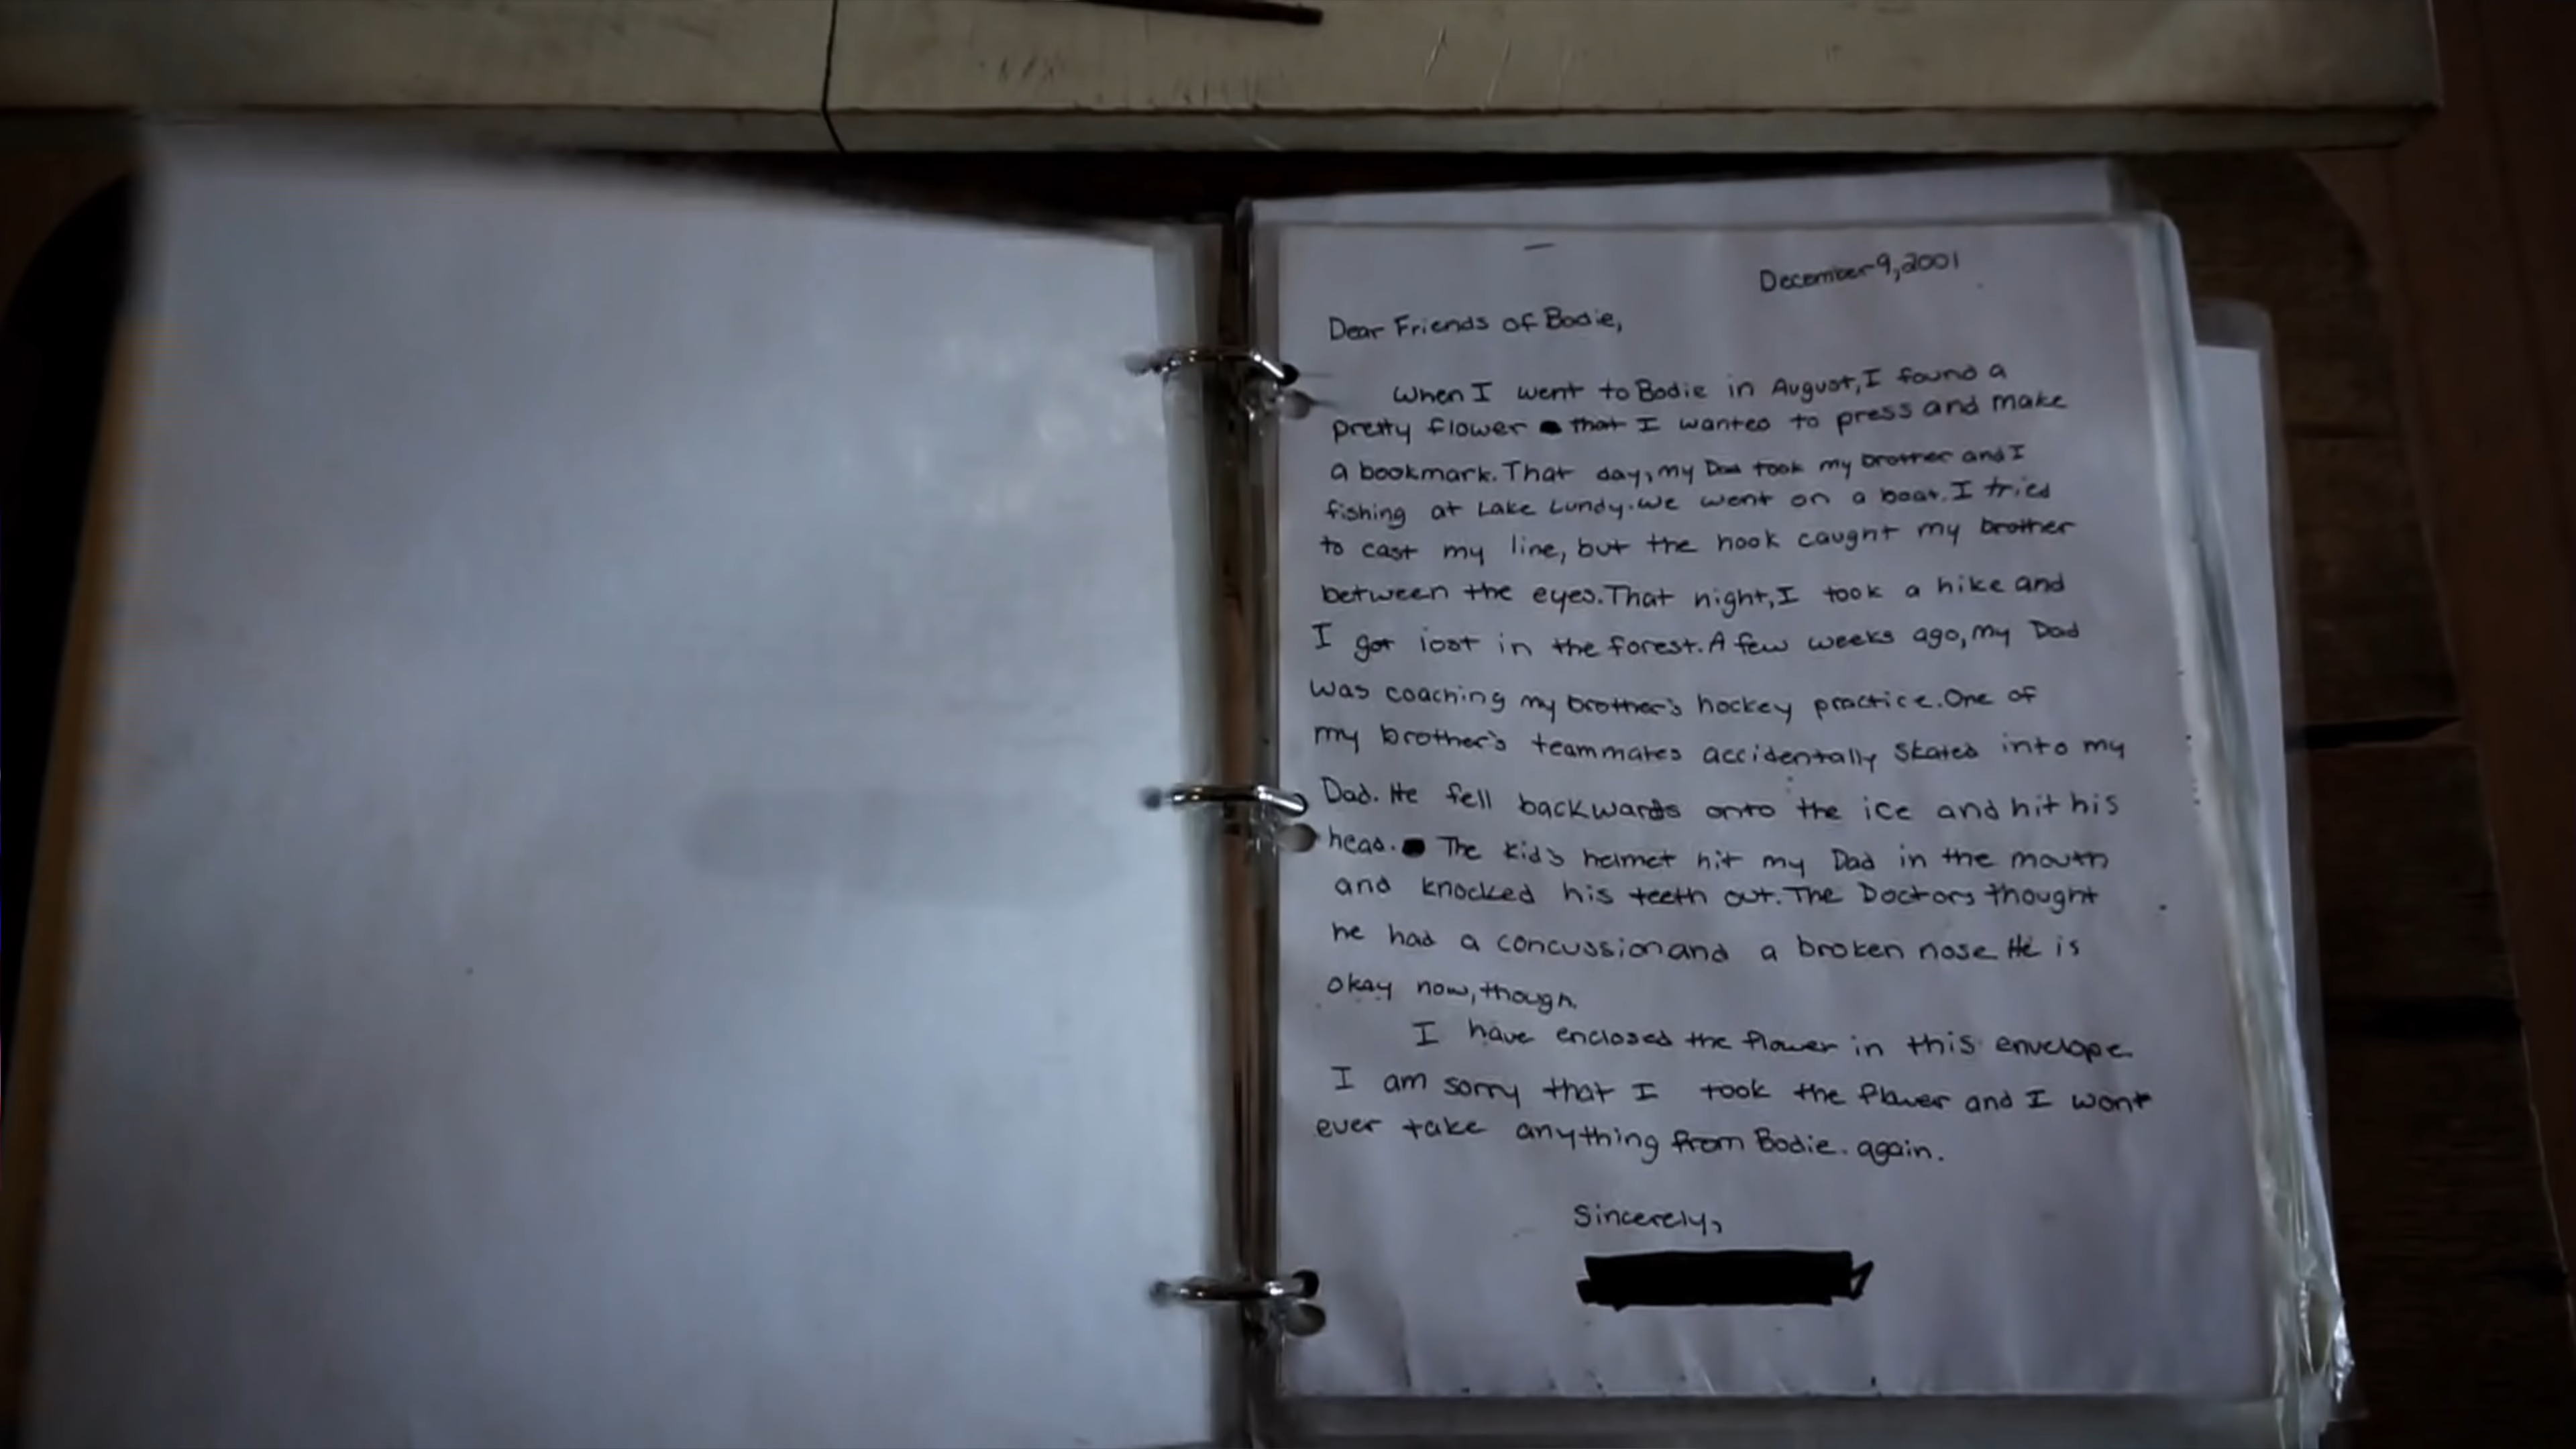 December 9, 2001
Dear Friends of Bodie,
When I went to Bodie in August, I found a
pretty flower that I wanted to press and make
a bookmark. That day, my Dad took my brother and I
fishing at Lake Lundy. We went on a boat. I tried
to cast my line, but the hook caught my brother
between the eyes. That night, I took a hike and
I got lost in the forest. A few weeks ago, my Dad
was coaching my brother's hockey practice. One of
my brother's teammates accidentally skated into my
Dad. He fell backwards onto the ice and hit his
head. The kid's helmet hit my Dad in the mouth
and knocked his teeth out. The Doctors thought
he had a concussion and a broken nose. He is
okay now, though.
I have enclosed the flower in this envelope.
I am sorry that I took the flower and I wont
ever take anything from Bodie. again.
Sincerely,